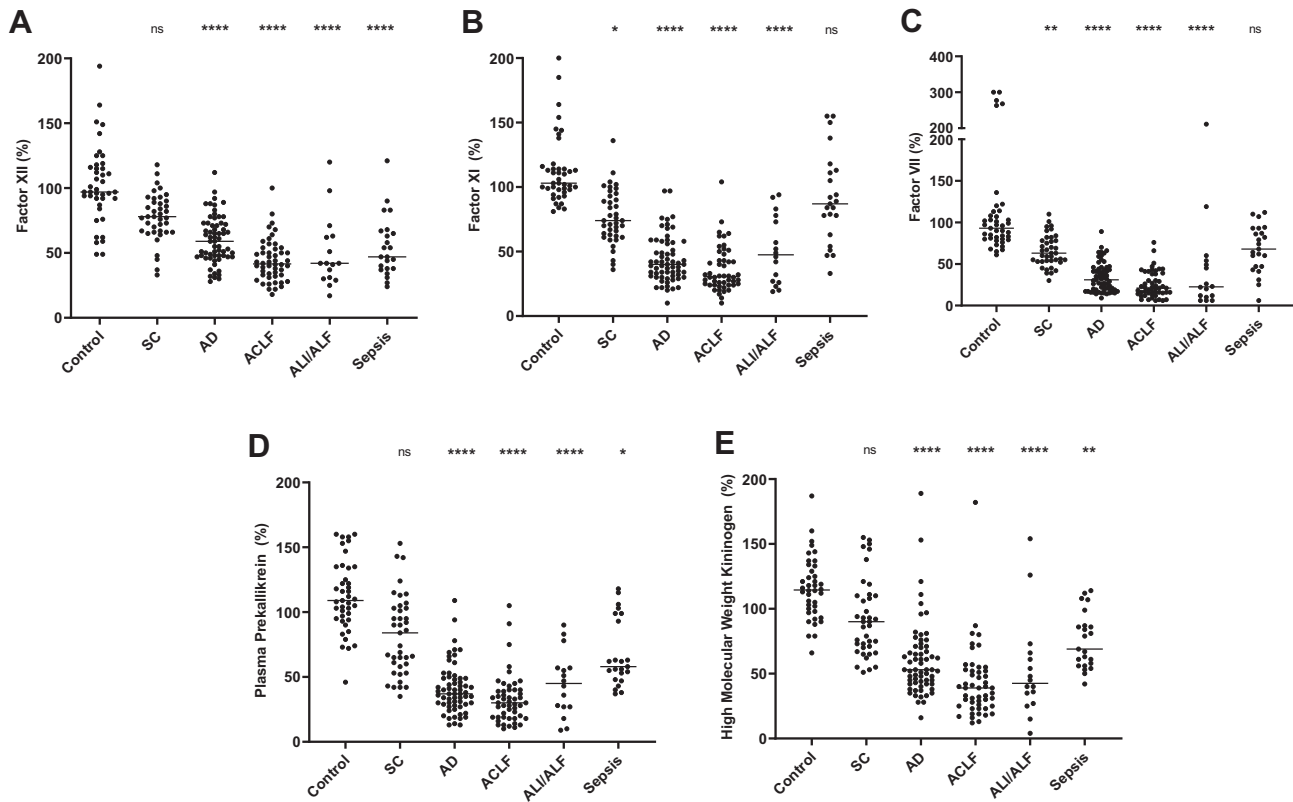 A
ns **** **** **** ****
Factor XII (%)
200
150
100
50
0
Control SC AD ACLF ALI/ALF Sepsis
B
* **** **** **** ns
Factor XI (%)
200
150
100
50
0
Control SC AD ACLF ALI/ALF Sepsis
C
** **** **** **** ns
Factor VII (%)
400
300
200
200
150
100
50
0
Control SC AD ACLF ALI/ALF Sepsis
D
ns **** **** **** *
Plasma Prekallikrein (%)
200
150
100
50
0
Control SC AD ACLF ALI/ALF Sepsis
E
ns **** **** **** **
High Molecular Weight Kininogen (%)
200
150
100
50
0
Control SC AD ACLF ALI/ALF Sepsis